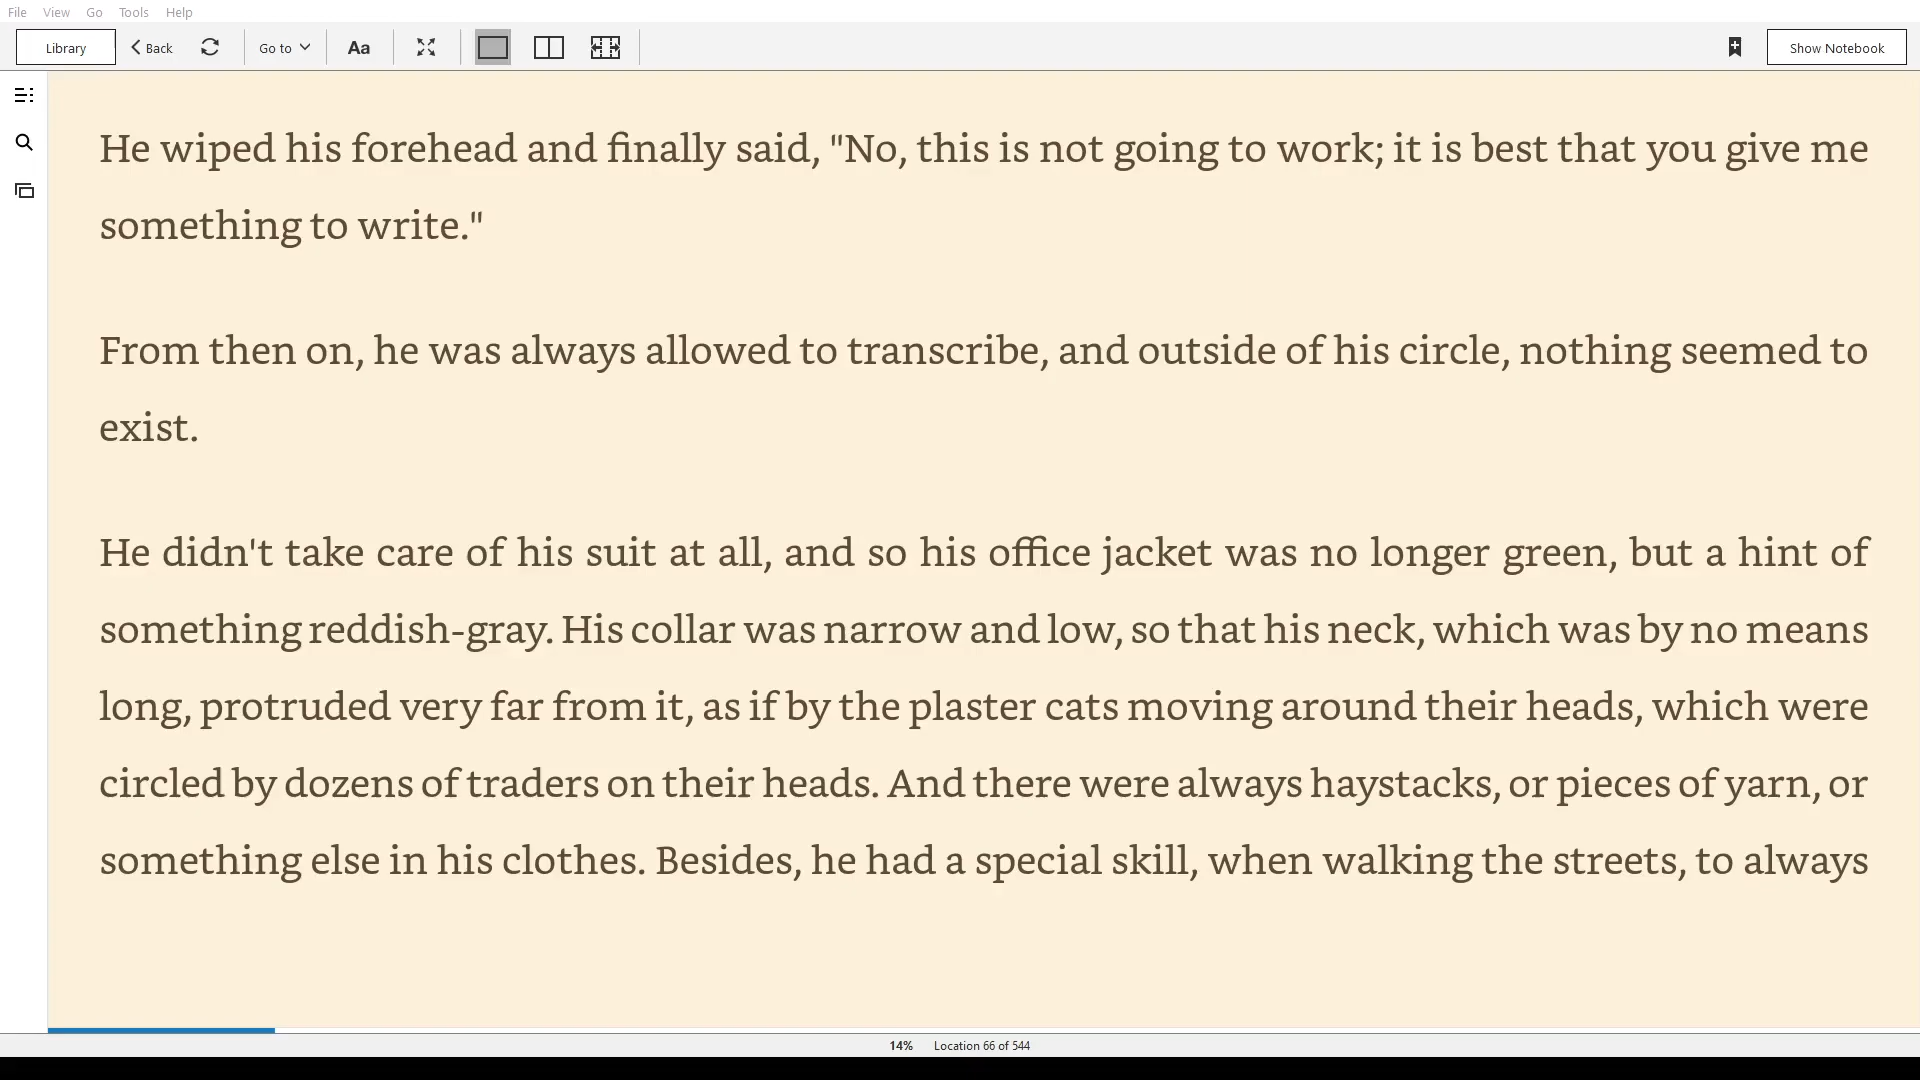 File View Go Tools Help
Library Back Go to Aa Show Notebook
He wiped his forehead and finally said, "No, this is not going to work; it is best that you give me
something to write."
From then on, he was always allowed to transcribe, and outside of his circle, nothing seemed to
exist.
He didn't take care of his suit at all, and so his office jacket was no longer green, but a hint of
something reddish-gray. His collar was narrow and low, so that his neck, which was by no means
long, protruded very far from it, as if by the plaster cats moving around their heads, which were
circled by dozens of traders on their heads. And there were always haystacks, or pieces of yarn, or
something else in his clothes. Besides, he had a special skill, when walking the streets, to always
14% Location 66 of 544